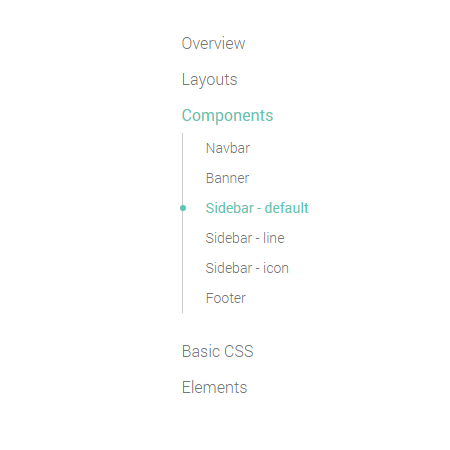 Overview
Layouts
Components
Navbar
Banner
Sidebar - default
Sidebar - line
Sidebar - icon
Footer
Basic CSS
Elements